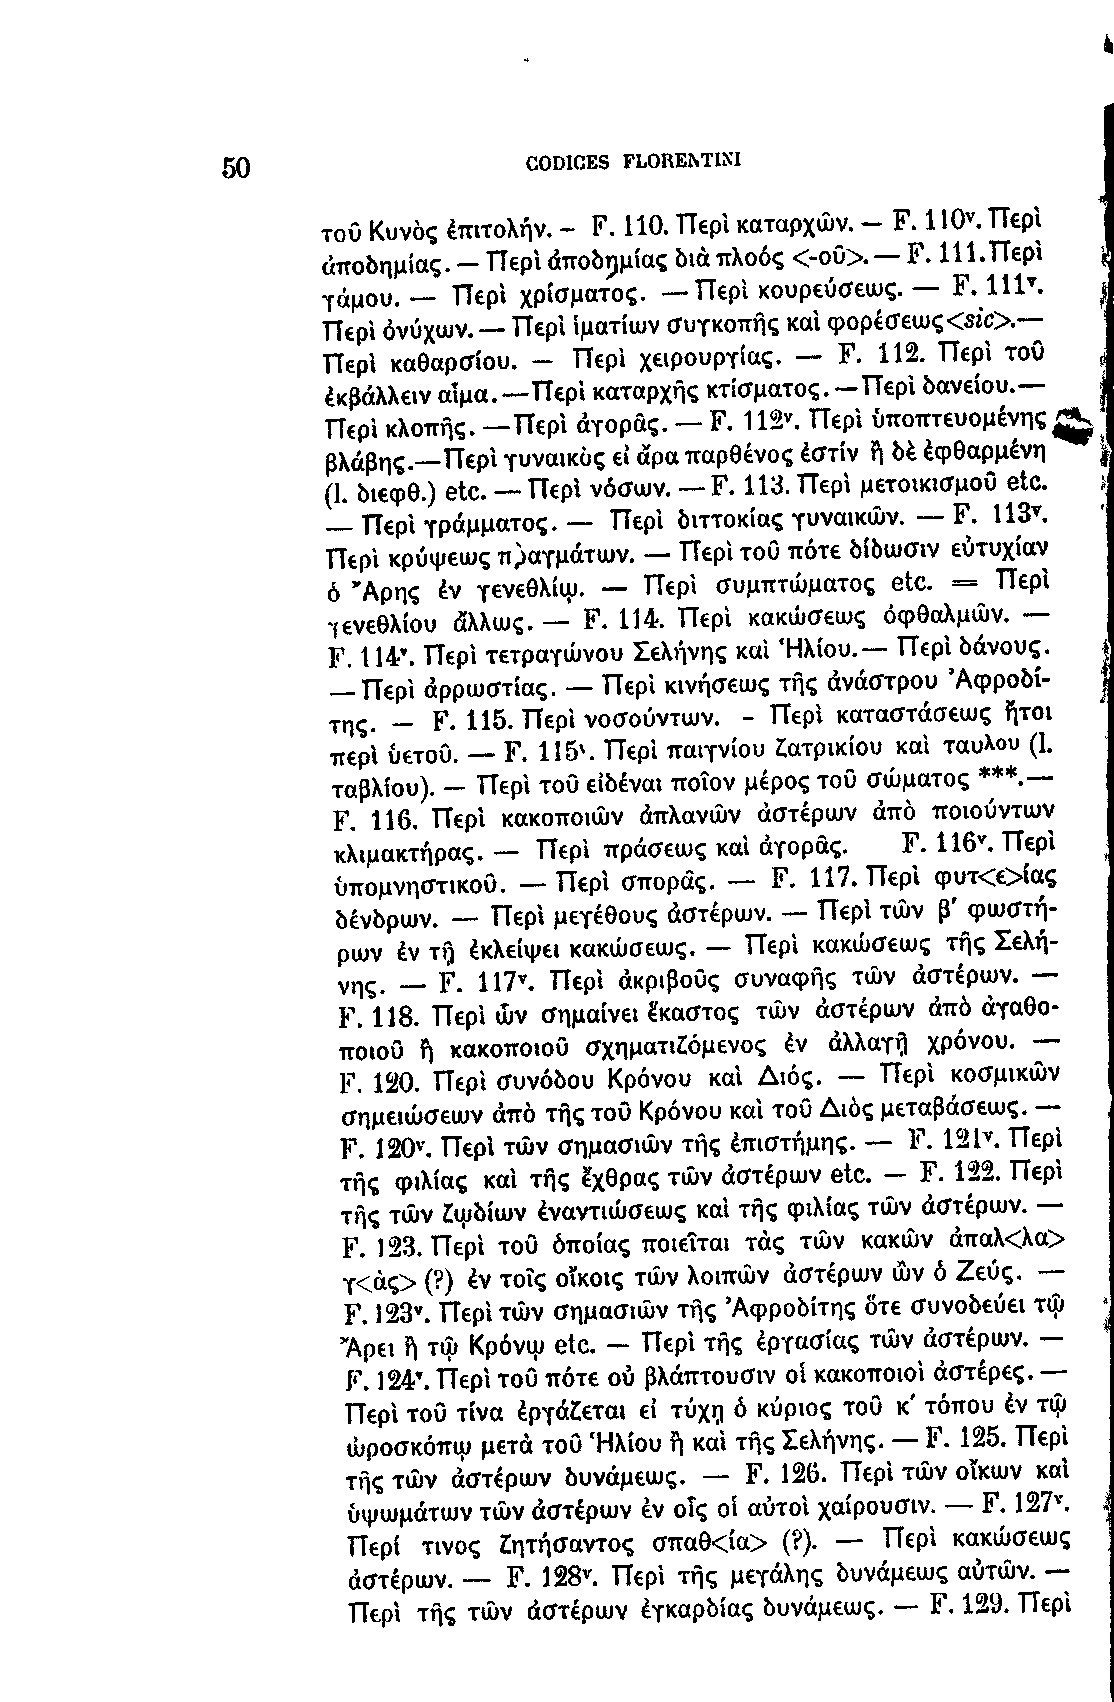 50
CODICES FLORENTINI
τοῦ Κυνὸς ἐπιτολήν. – F. 110. Περὶ καταρχῶν. — F. 110ᵛ. Περὶ
ἀποδημίας. — Περὶ ἀποδημίας διὰ πλοός <-οῦ>. — F. 111. Περὶ
γάμου. — Περὶ χρίσματος. — Περὶ κουρεύσεως. — F. 111ᵛ.
Περὶ ὀνύχων. — Περὶ ἱματίων συγκοπῆς καὶ φορέσεως <sic>. —
Περὶ καθαρσίου. — Περὶ χειρουργίας. — F. 112. Περὶ τοῦ
ἐκβάλλειν αἷμα. — Περὶ καταρχῆς κτίσματος. — Περὶ δανείου. —
Περὶ κλοπῆς. — Περὶ ἀγορᾶς. — F. 112ᵛ. Περὶ ὑποπτευομένης
βλάβης. — Περὶ γυναικὸς εἰ ἄρα παρθένος ἐστίν ἢ δὲ ἐφθαρμένη
(l. διεφθ.) etc. — Περὶ νόσων. — F. 113. Περὶ μετοικισμοῦ etc.
— Περὶ γράμματος. — Περὶ διττοκίας γυναικῶν. — F. 113ᵛ.
Περὶ κρύψεως πραγμάτων. — Περὶ τοῦ πότε δίδωσιν εὐτυχίαν
ὁ Ἄρης ἐν γενεθλίῳ. — Περὶ συμπτώματος etc. = Περὶ
γενεθλίου ἄλλως. — F. 114. Περὶ κακώσεως ὀφθαλμῶν. —
F. 114ᵛ. Περὶ τετραγώνου Σελήνης καὶ Ἡλίου. — Περὶ δάνους.
— Περὶ ἀρρωστίας. — Περὶ κινήσεως τῆς ἀνάστρου Ἀφροδί-
της. — F. 115. Περὶ νοσούντων. – Περὶ καταστάσεως ἤτοι
περὶ ὑετοῦ. — F. 115ᵛ. Περὶ παιγνίου ζατρικίου καὶ ταυλου (l.
ταβλίου). — Περὶ τοῦ εἰδέναι ποῖον μέρος τοῦ σώματος ***. —
F. 116. Περὶ κακοποιῶν ἀπλανῶν ἀστέρων ἀπὸ ποιούντων
κλιμακτήρας. — Περὶ πράσεως καὶ ἀγορᾶς. F. 116ᵛ. Περὶ
ὑπομνηστικοῦ. — Περὶ σπορᾶς. — F. 117. Περὶ φυτ<ε>ίας
δένδρων. — Περὶ μεγέθους ἀστέρων. — Περὶ τῶν β΄ φωστή-
ρων ἐν τῇ ἐκλείψει κακώσεως. — Περὶ κακώσεως τῆς Σελή-
νης. — F. 117ᵛ. Περὶ ἀκριβοῦς συναφῆς τῶν ἀστέρων. —
F. 118. Περὶ ὧν σημαίνει ἕκαστος τῶν ἀστέρων ἀπὸ ἀγαθο-
ποιοῦ ἢ κακοποιοῦ σχηματιζόμενος ἐν ἀλλαγῇ χρόνου. —
F. 120. Περὶ συνόδου Κρόνου καὶ Διός. — Περὶ κοσμικῶν
σημειώσεων ἀπὸ τῆς τοῦ Κρόνου καὶ τοῦ Διὸς μεταβάσεως. —
F. 120ᵛ. Περὶ τῶν σημασιῶν τῆς ἐπιστήμης. — F. 121ᵛ. Περὶ
τῆς φιλίας καὶ τῆς ἔχθρας τῶν ἀστέρων etc. — F. 122. Περὶ
τῆς τῶν ζῳδίων ἐναντιώσεως καὶ τῆς φιλίας τῶν ἀστέρων. —
F. 123. Περὶ τοῦ ὁποίας ποιεῖται τὰς τῶν κακῶν ἀπαλ<λα>
γ<ὰς> (?) ἐν τοῖς οἴκοις τῶν λοιπῶν ἀστέρων ὢν ὁ Ζεύς. —
F. 123ᵛ. Περὶ τῶν σημασιῶν τῆς Ἀφροδίτης ὅτε συνοδεύει τῷ
Ἄρει ἢ τῷ Κρόνῳ etc. — Περὶ τῆς ἐργασίας τῶν ἀστέρων. —
F. 124ᵛ. Περὶ τοῦ πότε οὐ βλάπτουσιν οἱ κακοποιοὶ ἀστέρες. —
Περὶ τοῦ τίνα ἐργάζεται εἰ τύχῃ ὁ κύριος τοῦ κ΄ τόπου ἐν τῷ
ὡροσκόπῳ μετὰ τοῦ Ἡλίου ἢ καὶ τῆς Σελήνης. — F. 125. Περὶ
τῆς τῶν ἀστέρων δυνάμεως. — F. 126. Περὶ τῶν οἴκων καὶ
ὑψωμάτων τῶν ἀστέρων ἐν οἷς οἱ αὐτοὶ χαίρουσιν. — F. 127ᵛ.
Περί τινος ζητήσαντος σπαθ<ία> (?). — Περὶ κακώσεως
ἀστέρων. — F. 128ᵛ. Περὶ τῆς μεγάλης δυνάμεως αὐτῶν. —
Περὶ τῆς τῶν ἀστέρων ἐγκαρδίας δυνάμεως. — F. 129. Περὶ